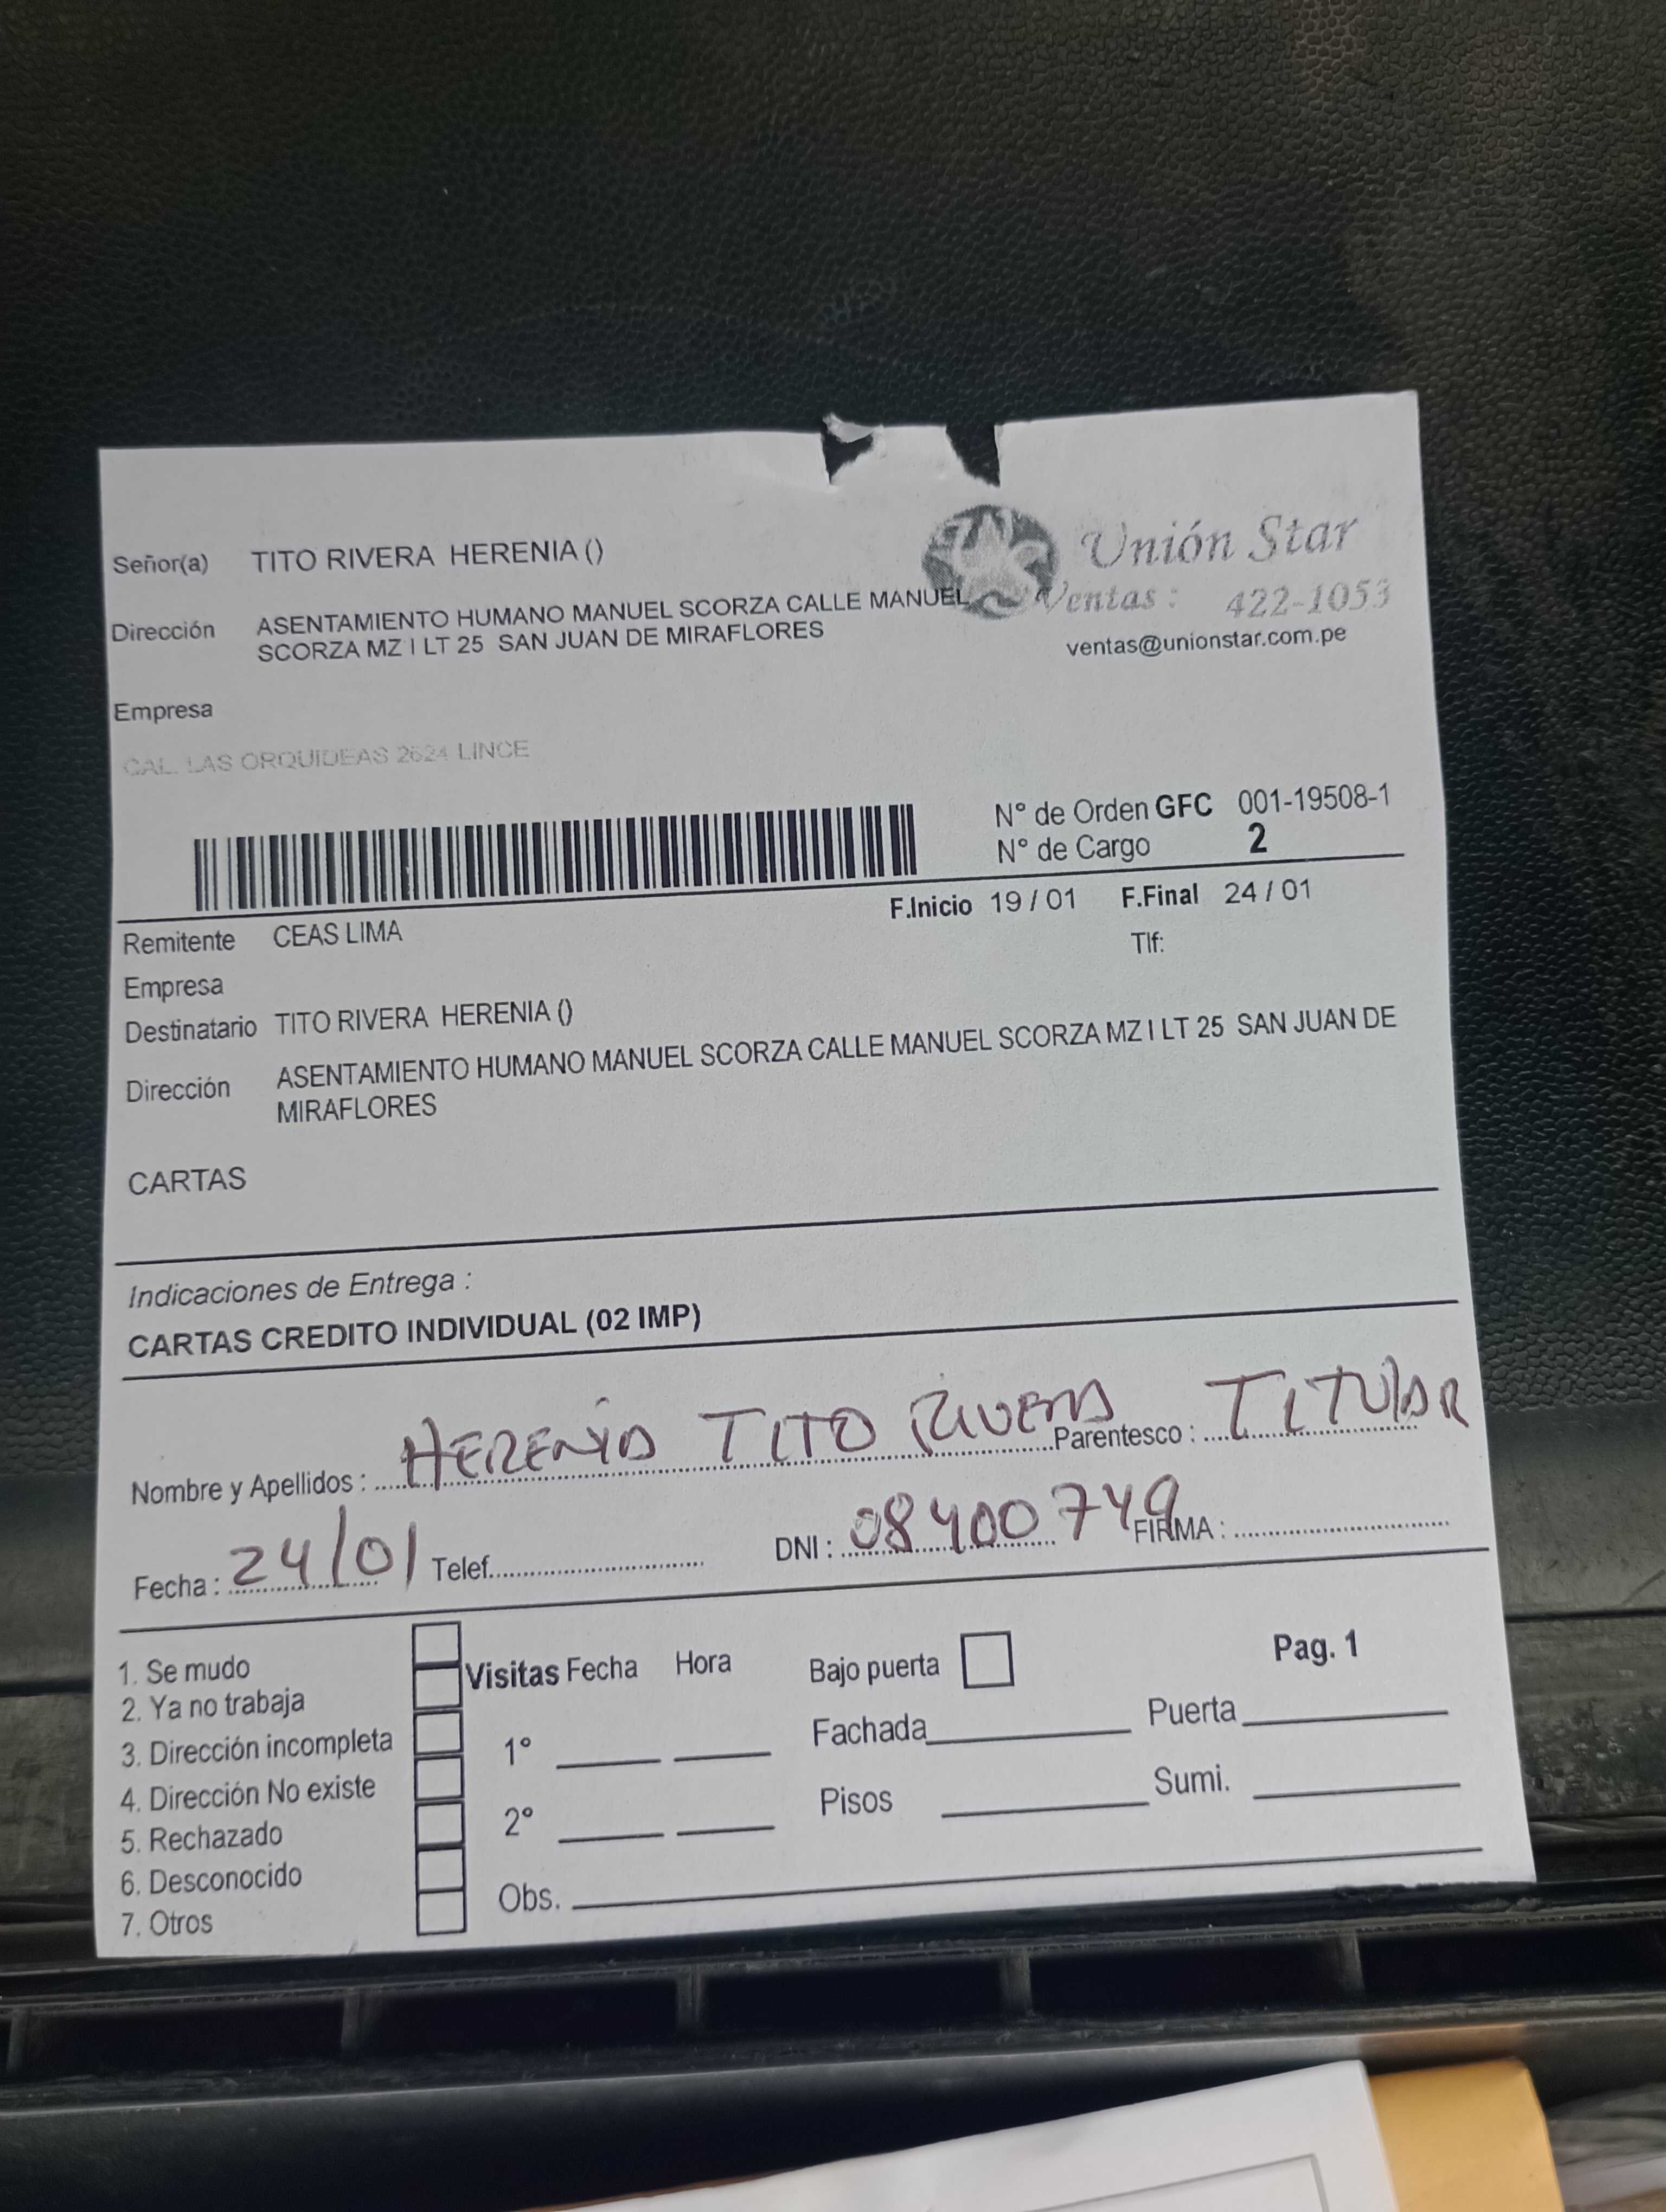 Señor(a) TITO RIVERA HERENIA ()
Unión Star
Ventas : 422-1053
ventas@unionstar.com.pe
Dirección ASENTAMIENTO HUMANO MANUEL SCORZA CALLE MANUEL
SCORZA MZ I LT 25 SAN JUAN DE MIRAFLORES
Empresa
CAL. LAS ORQUIDEAS 2624 LINCE
N° de Orden GFC 001-19508-1
N° de Cargo 2
F.Inicio 19 / 01 F.Final 24 / 01
Remitente CEAS LIMA
Tlf:
Empresa
Destinatario TITO RIVERA HERENIA ()
Dirección ASENTAMIENTO HUMANO MANUEL SCORZA CALLE MANUEL SCORZA MZ I LT 25 SAN JUAN DE
MIRAFLORES
CARTAS
Indicaciones de Entrega :
CARTAS CREDITO INDIVIDUAL (02 IMP)
Nombre y Apellidos : HERENIA TITO RIVERA Parentesco : TITULAR
Fecha : 24/01 Telef. DNI : 08400749 FIRMA :
1. Se mudo
2. Ya no trabaja
3. Dirección incompleta
4. Dirección No existe
5. Rechazado
6. Desconocido
7. Otros
Visitas Fecha Hora
1°
2°
Obs.
Bajo puerta
Pag. 1
Fachada Puerta
Pisos Sumi.